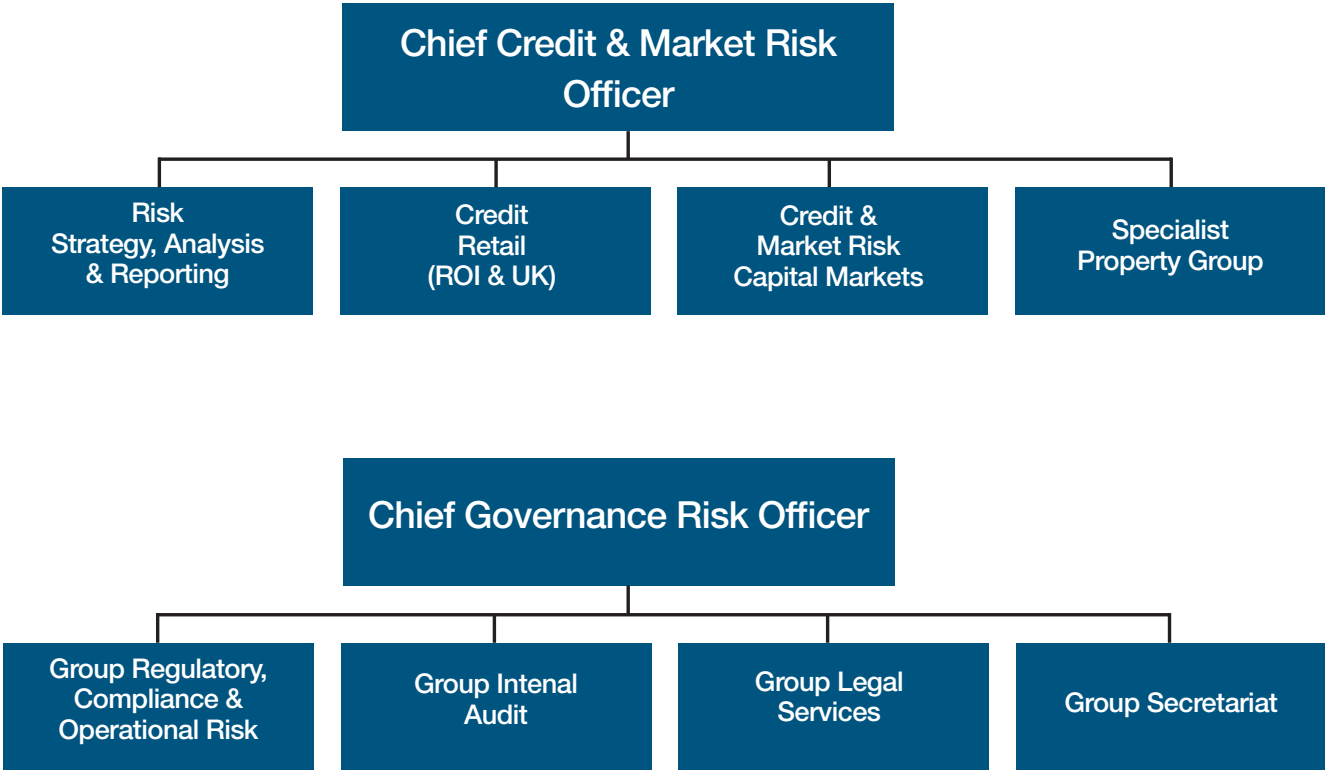 Chief Credit & Market Risk
Officer
Risk
Strategy, Analysis
& Reporting
Credit
Retail
(ROI & UK)
Credit &
Market Risk
Capital Markets
Specialist
Property Group
Chief Governance Risk Officer
Group Regulatory,
Compliance &
Operational Risk
Group Intenal
Audit
Group Legal
Services
Group Secretariat